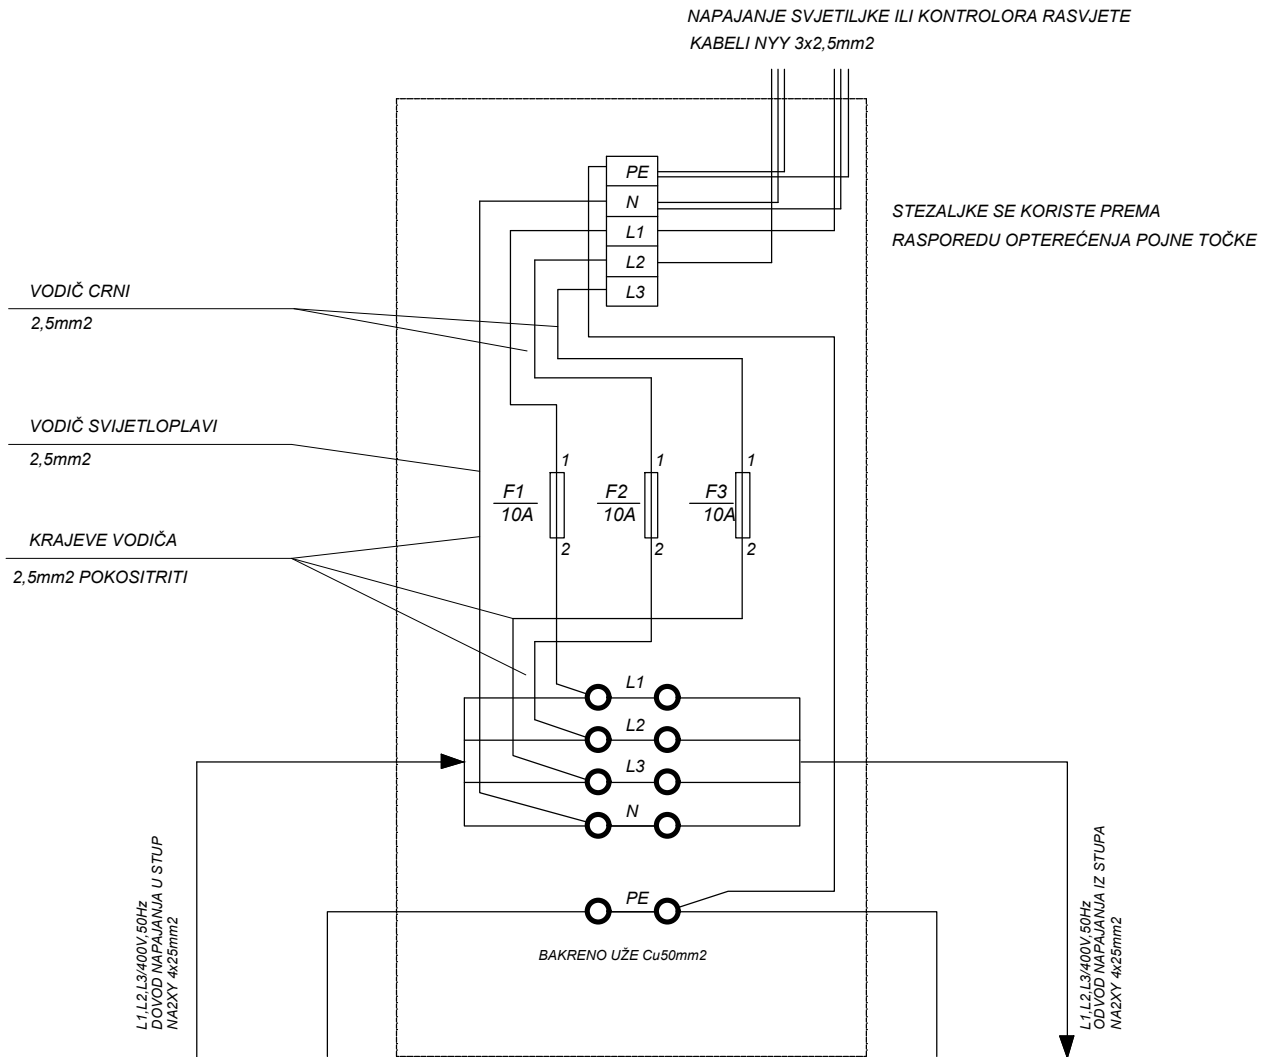 NAPAJANJE SVJETILJKE ILI KONTROLORA RASVJETE
KABELI NYY 3x2,5mm2
PE
N
L1
L2
L3
STEZALJKE SE KORISTE PREMA
RASPOREDU OPTEREĆENJA POJNE TOČKE
VODIČ CRNI
2,5mm2
VODIČ SVIJETLOPLAVI
2,5mm2
KRAJEVE VODIČA
2,5mm2 POKOSITRITI
1
F1
10A
2
1
F2
10A
2
1
F3
10A
2
L1
L2
L3
N
PE
BAKRENO UŽE Cu50mm2
L1,L2,L3/400V,50Hz
DOVOD NAPAJANJA U STUP
NA2XY 4x25mm2
L1,L2,L3/400V,50Hz
ODVOD NAPAJANJA IZ STUPA
NA2XY 4x25mm2